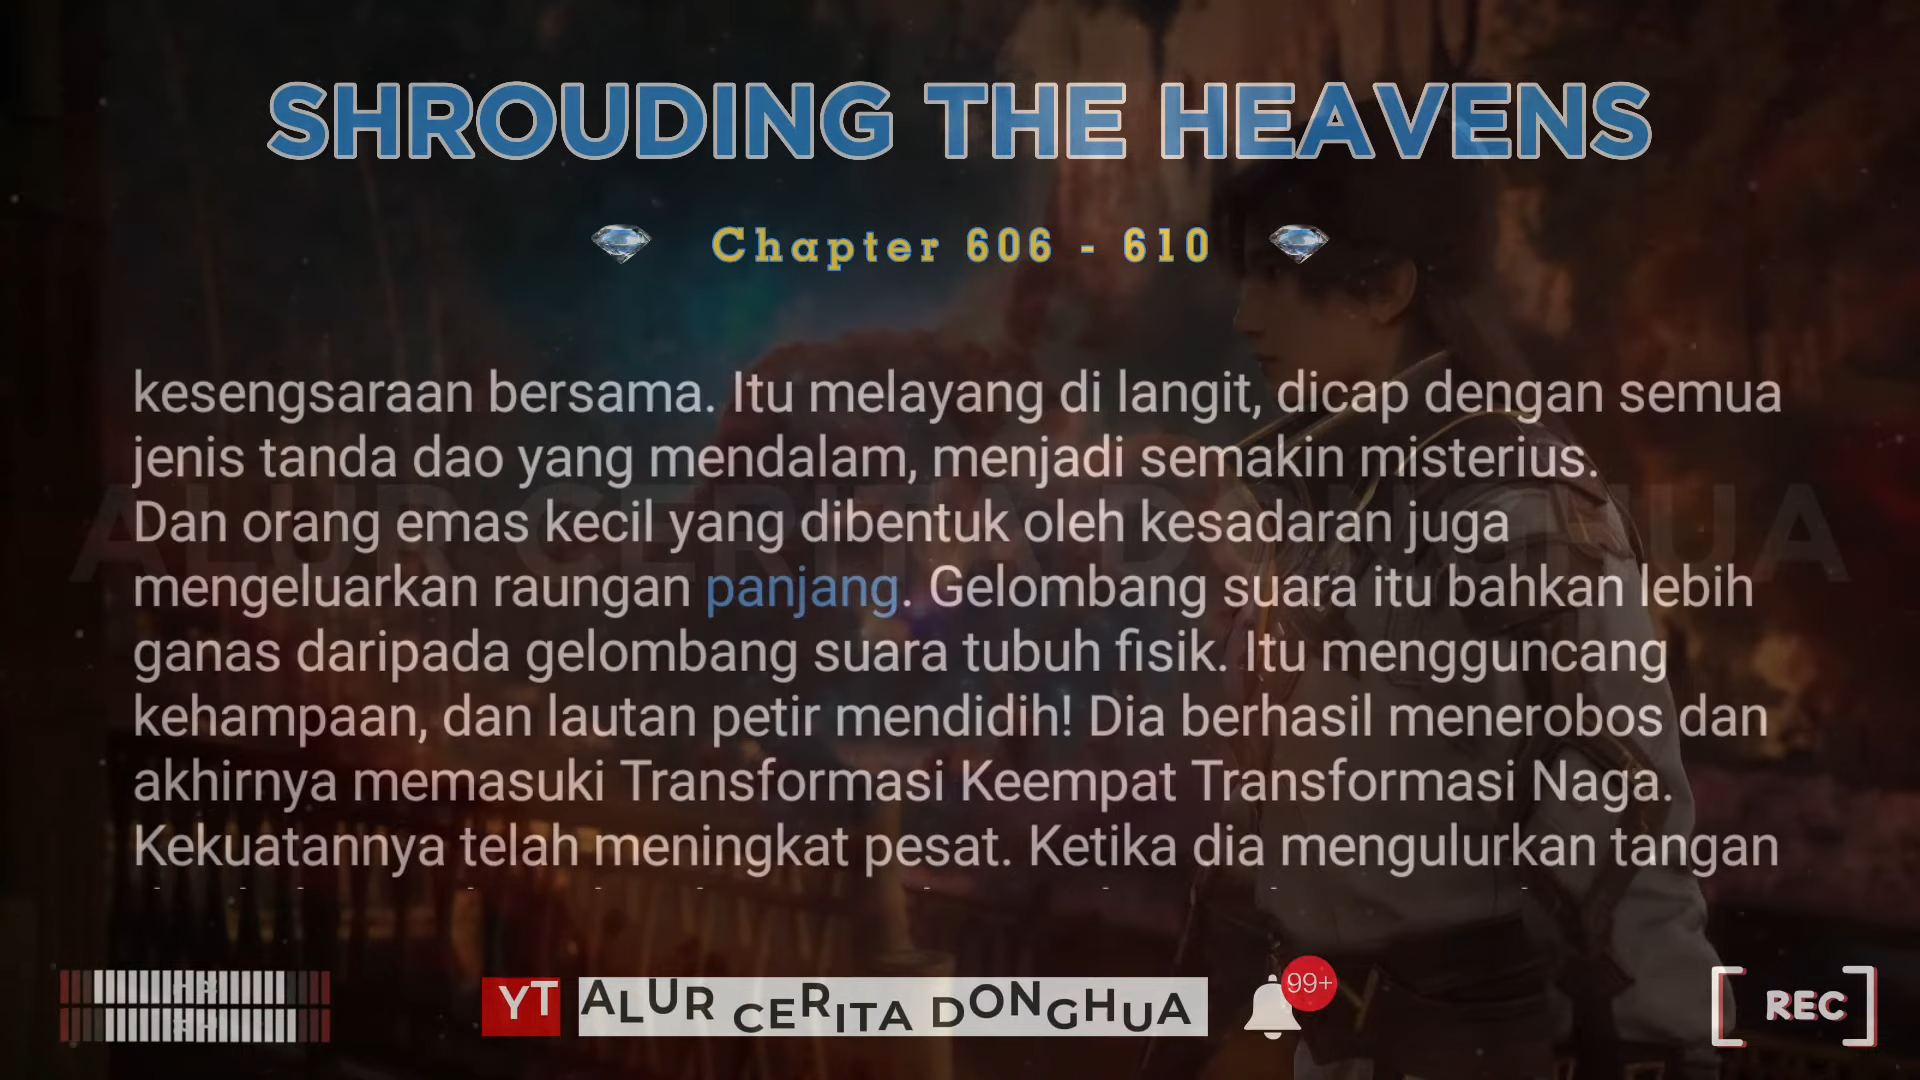 SHROUDING THE HEAVENS
Chapter 606 - 610
kesengsaraan bersama. Itu melayang di langit, dicap dengan semua
jenis tanda dao yang mendalam, menjadi semakin misterius.
ALUR CERITA DONGHUA
Dan orang emas kecil yang dibentuk oleh kesadaran juga
mengeluarkan raungan panjang. Gelombang suara itu bahkan lebih
ganas daripada gelombang suara tubuh fisik. Itu mengguncang
kehampaan, dan lautan petir mendidih! Dia berhasil menerobos dan
akhirnya memasuki Transformasi Keempat Transformasi Naga.
Kekuatannya telah meningkat pesat. Ketika dia mengulurkan tangan
YT ALUR CERITA DONGHUA
99+
REC